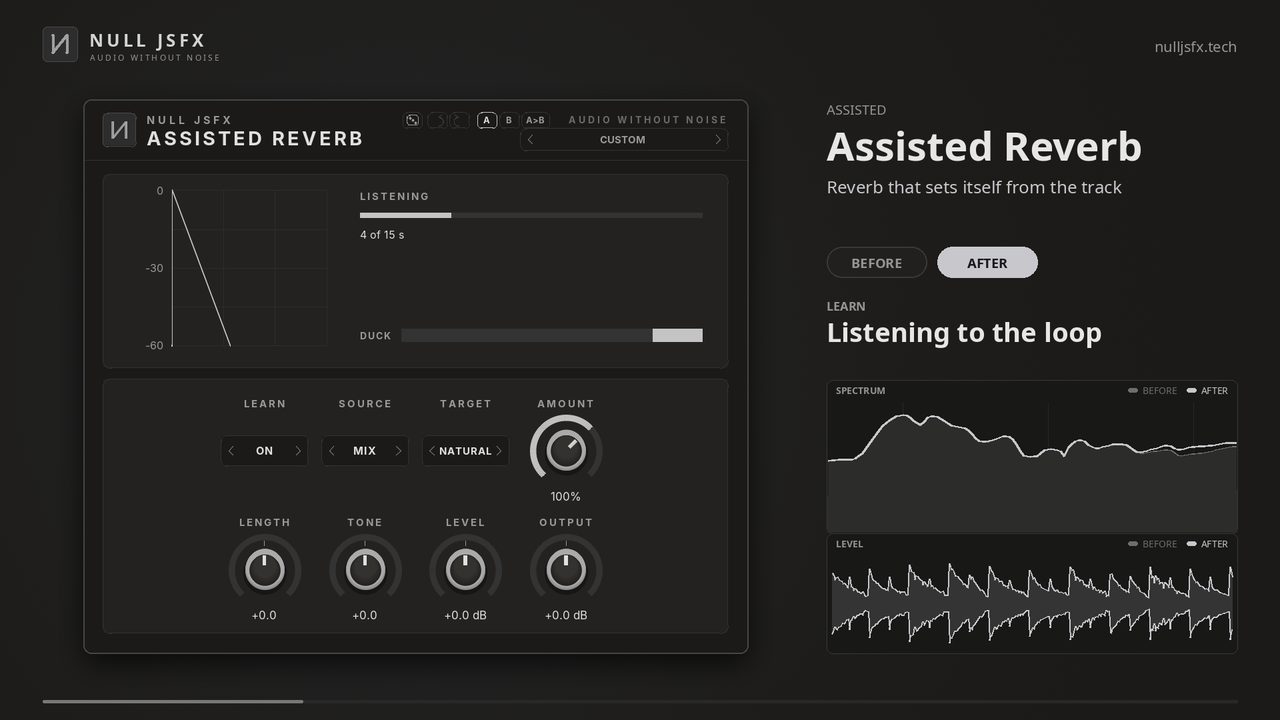 NULL JSFX
AUDIO WITHOUT NOISE
nulljsfx.tech
NULL JSFX
ASSISTED REVERB
A B A>B
AUDIO WITHOUT NOISE
CUSTOM
0
-30
-60
LISTENING
4 of 15 s
DUCK
LEARN SOURCE TARGET AMOUNT
ON MIX NATURAL
100%
LENGTH TONE LEVEL OUTPUT
+0.0 +0.0 +0.0 dB +0.0 dB
ASSISTED
Assisted Reverb
Reverb that sets itself from the track
BEFORE AFTER
LEARN
Listening to the loop
SPECTRUM BEFORE AFTER
LEVEL BEFORE AFTER